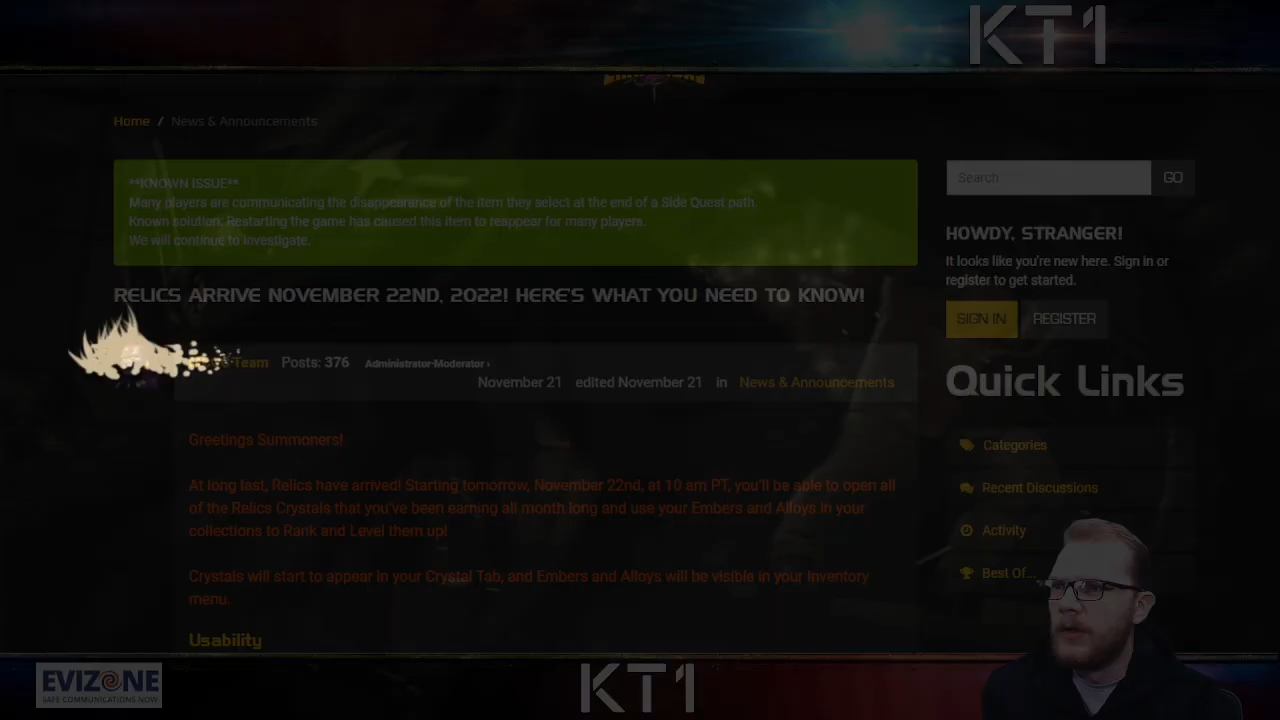 KT1
Home / News & Announcements
**KNOWN ISSUE**
Many players are communicating the disappearance of the item they select at the end of a Side Quest path.
Known solution: Restarting the game has caused this item to reappear for many players.
We will continue to investigate.
Search
GO
RELICS ARRIVE NOVEMBER 22ND, 2022! HERE'S WHAT YOU NEED TO KNOW!
HOWDY, STRANGER!
It looks like you're new here. Sign in or
register to get started.
SIGN IN
REGISTER
Team Posts: 376 Administrator-Moderator ›
November 21 edited November 21 in News & Announcements
Quick Links
Categories
Recent Discussions
Activity
Best Of...
Greetings Summoners!
At long last, Relics have arrived! Starting tomorrow, November 22nd, at 10 am PT, you'll be able to open all
of the Relics Crystals that you've been earning all month long and use your Embers and Alloys in your
collections to Rank and Level them up!
Crystals will start to appear in your Crystal Tab, and Embers and Alloys will be visible in your Inventory
menu.
Usability
EVIZONE
SAFE COMMUNICATIONS NOW
KT1